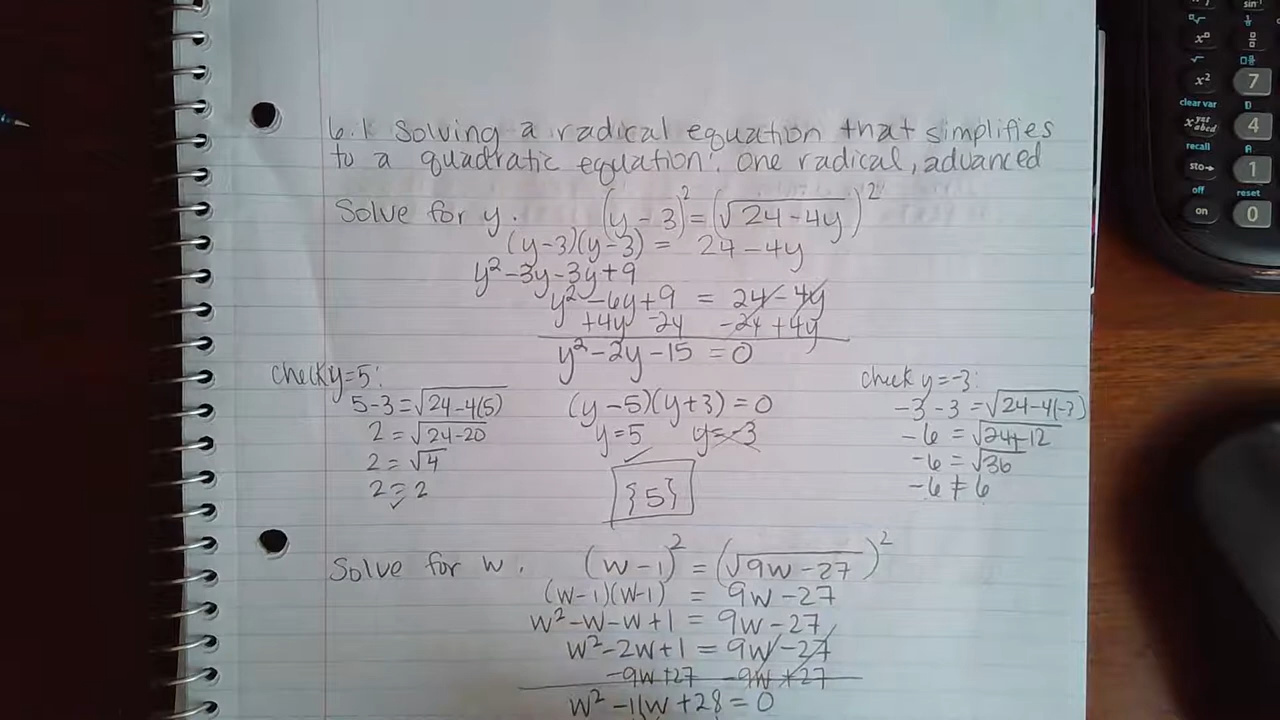 6.1 Solving a radical equation that simplifies
to a quadratic equation: one radical, advanced
Solve for y. (y-3)² = (√24-4y)²
(y-3)(y-3) = 24-4y
y²-3y-3y+9
y²-6y+9 = 24-4y
+4y -24 -24+4y
y²-2y-15 = 0
check y=5:
5-3=√24-4(5)
2=√24-20
2=√4
2=2
✓
(y-5)(y+3)=0
y=5 y=-3
✓
{5}
check y=-3:
-3-3=√24-4(-3)
-6=√24+12
-6=√36
-6≠6
Solve for w. (w-1)² = (√9w-27)²
(w-1)(w-1) = 9w-27
w²-w-w+1 = 9w-27
w²-2w+1 = 9w-27
-9w+27 -9w+27
w²-11w+28=0
sin⁻¹
xⁿ
x²
7
clear var
D
x yzt abcd
4
recall
A
sto→
1
off
reset
on
0